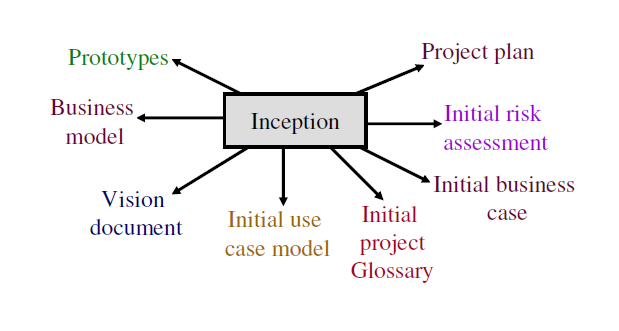 Prototypes
Project plan
Business
model
Inception
Initial risk
assessment
Vision
document
Initial use
case model
Initial
project
Glossary
Initial business
case